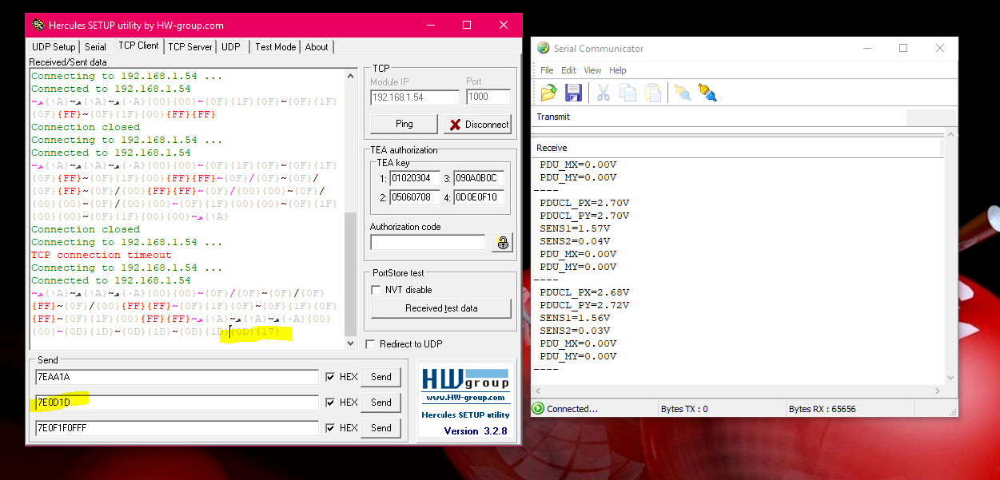 Hercules SETUP utility by HW-group.com
UDP Setup Serial TCP Client TCP Server UDP Test Mode About
Received/Sent data
Connecting to 192.168.1.54 ...
Connected to 192.168.1.54
{00}{00}~{0F}{1F}{0F}~{0F}{1F}
{0F}{FF}~{0F}{1F}{00}{FF}{FF}
Connection closed
Connecting to 192.168.1.54 ...
Connected to 192.168.1.54
{00}{00}~{0F}{1F}{0F}~{0F}{1F}
{0F}{FF}~{0F}{1F}{00}{FF}{FF}~{0F}/{0F}~{0F}/
{0F}{FF}~{0F}/{00}{FF}{FF}~{0F}/{00}{00}~{0F}/
{00}{00}~{0F}/{00}{00}~{0F}{1F}{00}{00}~{0F}{1F}
{00}{00}~{0F}{1F}{00}{00}
Connection closed
Connecting to 192.168.1.54 ...
TCP connection timeout
Connecting to 192.168.1.54 ...
Connected to 192.168.1.54
{00}{00}~{0F}/{0F}~{0F}/{0F}
{FF}~{0F}/{00}{FF}{FF}~{0F}{1F}{0F}~{0F}{1F}{0F}
{FF}~{0F}{1F}{00}{FF}{FF}
{00}
{00}~{0D}{1D}~{0D}{1D}~{0D}{1D}{0D}{17}
TCP
Module IP Port
192.168.1.54 1000
Ping Disconnect
TEA authorization
TEA key
1: 01020304 3: 090A0B0C
2: 05060708 4: 0D0E0F10
Authorization code
PortStore test
NVT disable
Received test data
Redirect to UDP
Send
7EAA1A HEX Send
7E0D1D HEX Send
7E0F1F0FFF HEX Send
HW group
www.HW-group.com
Hercules SETUP utility
Version 3.2.8
Serial Communicator
File Edit View Help
Transmit
Receive
PDU_MX=0.00V
PDU_MY=0.00V
----
PDUCL_PX=2.70V
PDUCL_PY=2.70V
SENS1=1.57V
SENS2=0.04V
PDU_MX=0.00V
PDU_MY=0.00V
----
PDUCL_PX=2.68V
PDUCL_PY=2.72V
SENS1=1.56V
SENS2=0.03V
PDU_MX=0.00V
PDU_MY=0.00V
----
Connected... Bytes TX : 0 Bytes RX : 65656